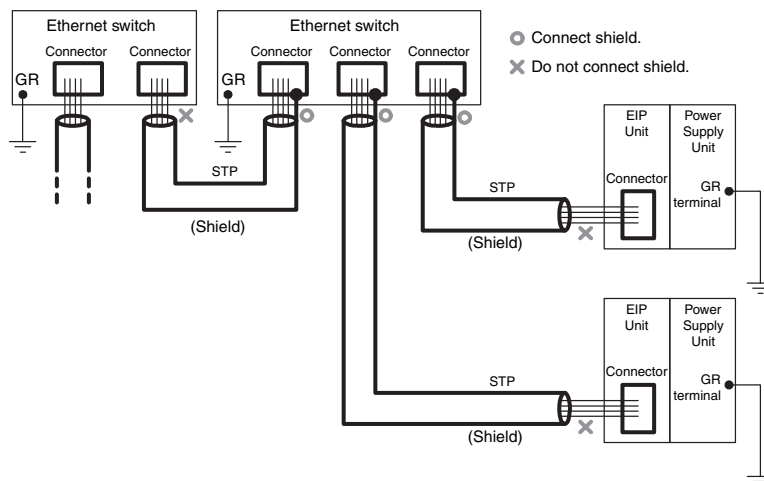 Ethernet switch
Connector
Connector
GR
Ethernet switch
Connector
Connector
Connector
GR
Connect shield.
Do not connect shield.
STP
(Shield)
EIP
Unit
Power
Supply
Unit
Connector
GR
terminal
STP
(Shield)
EIP
Unit
Power
Supply
Unit
Connector
GR
terminal
STP
(Shield)